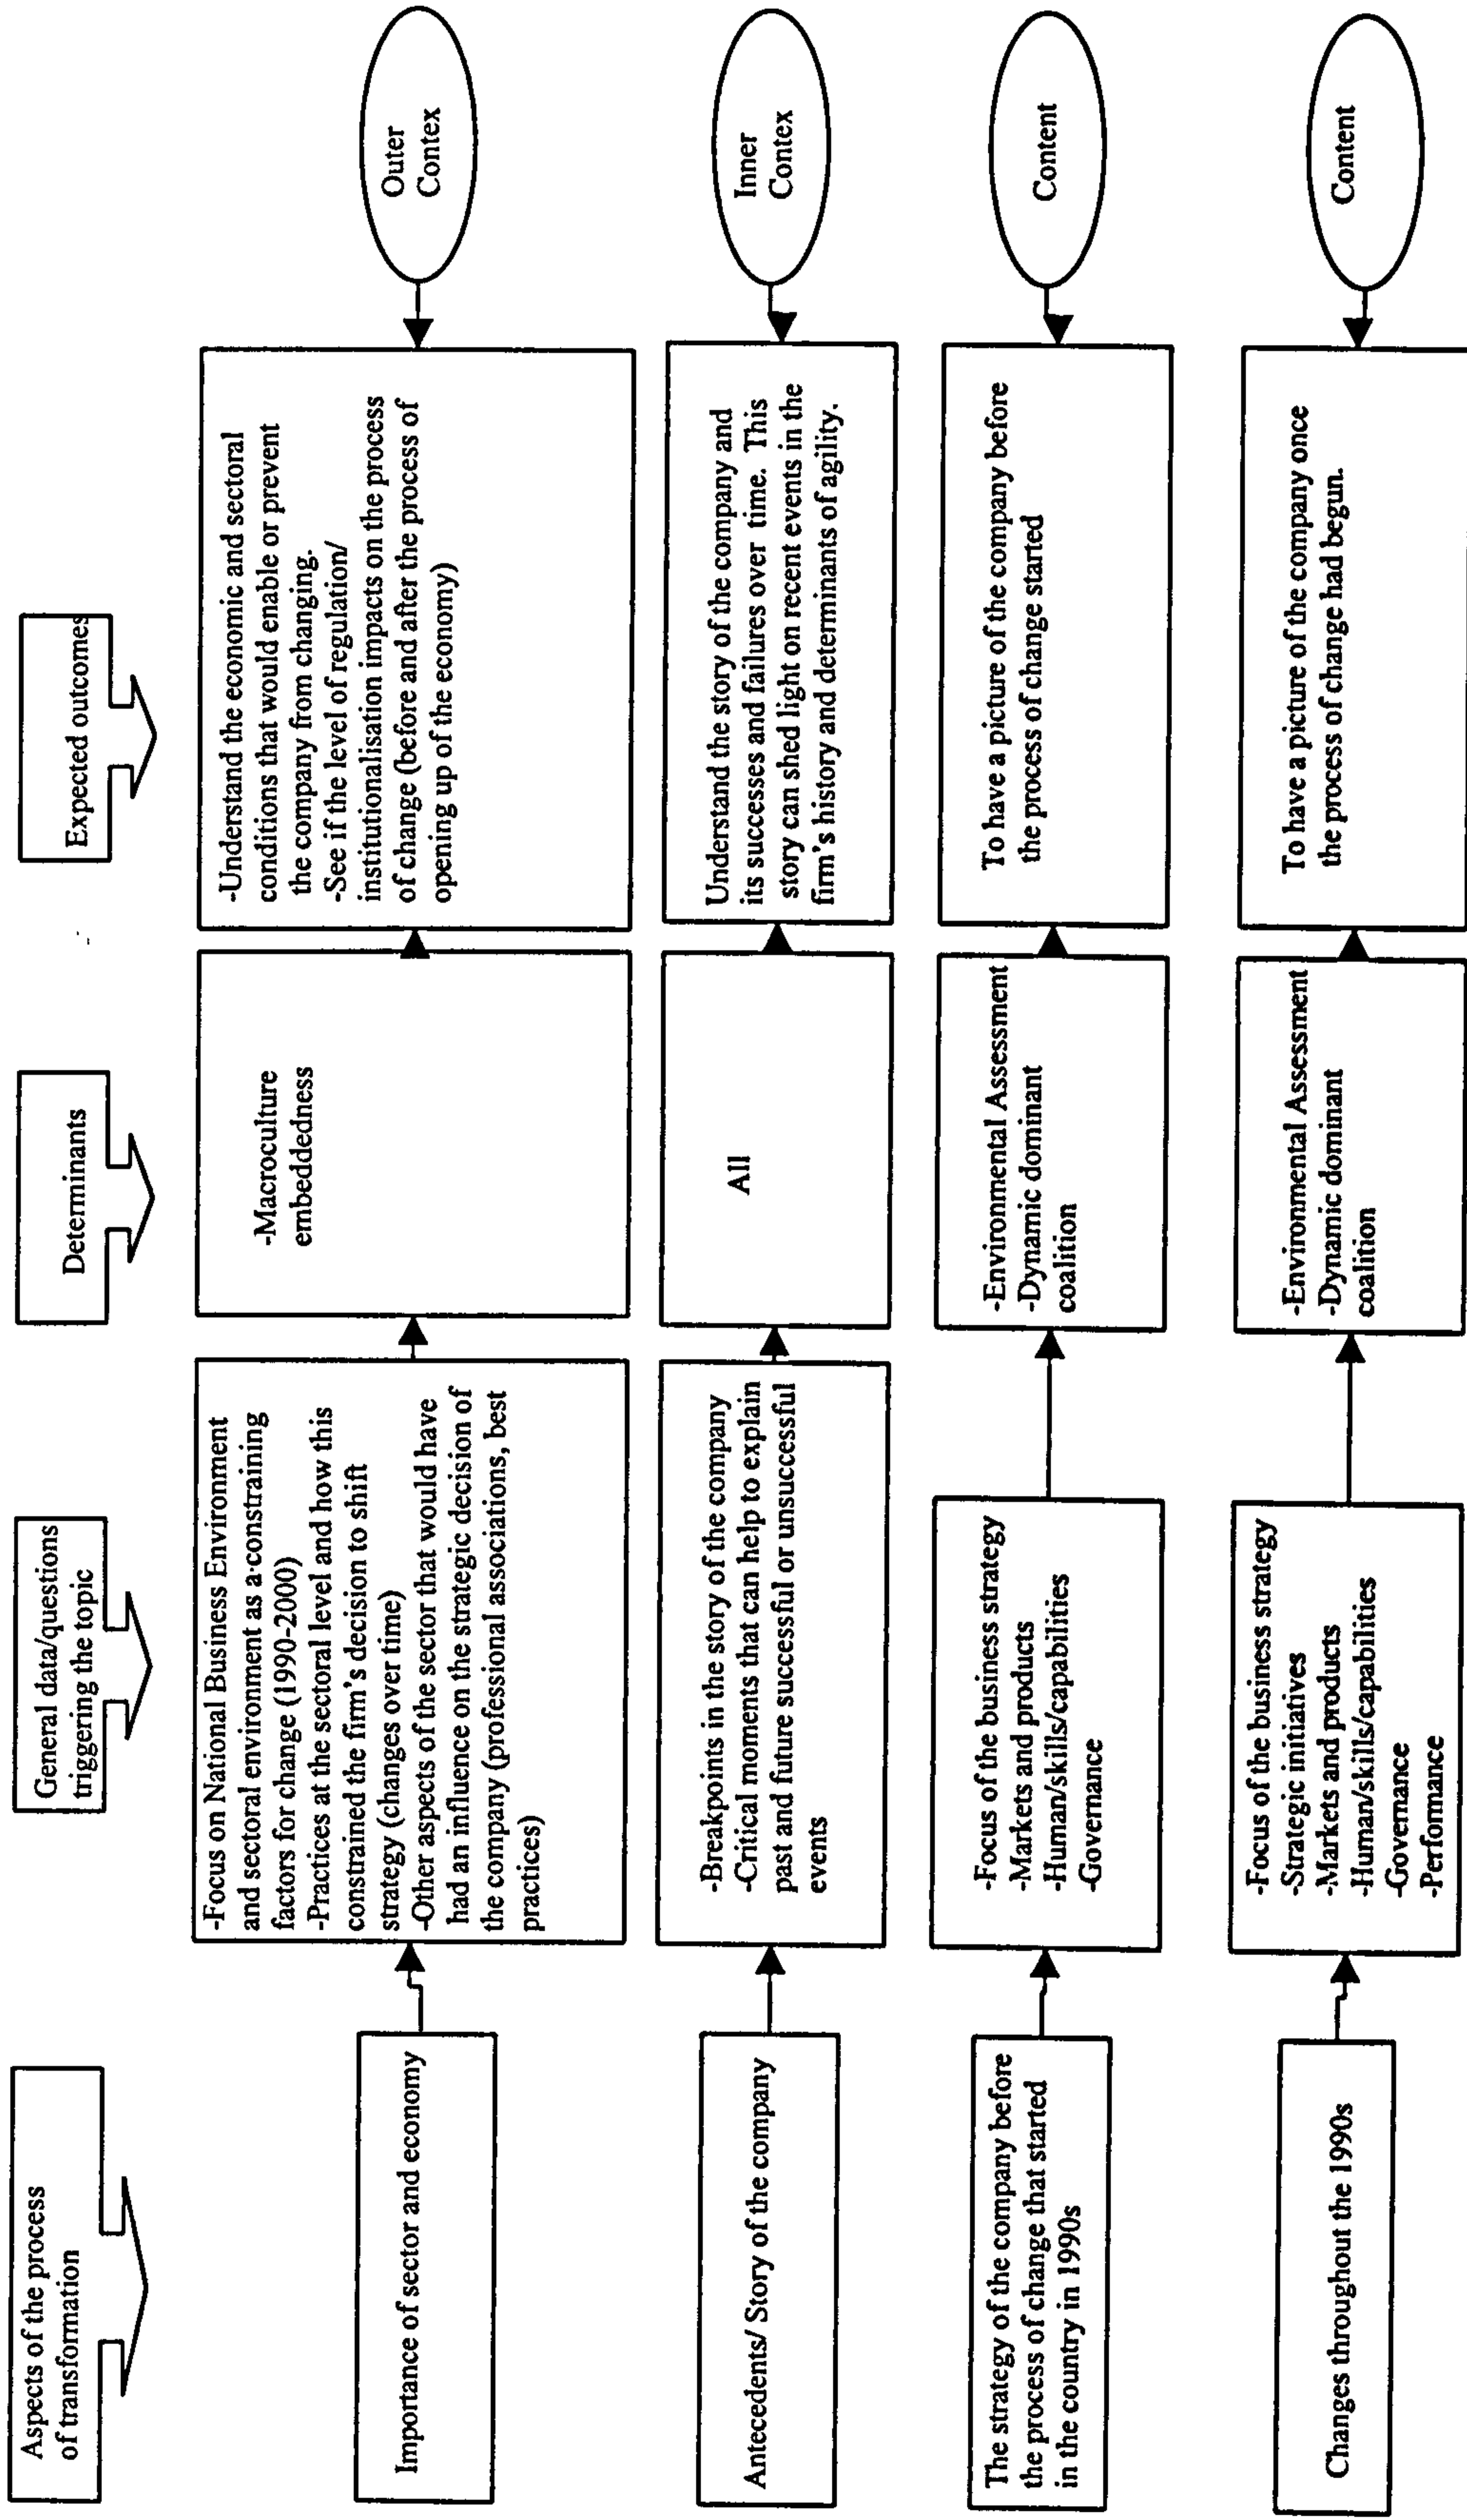 Aspects of the process
of transformation
General data/questions
triggering the topic
Determinants
Expected outcomes
Importance of sector and economy
-Focus on National Business Environment
and sectoral environment as a constraining
factors for change (1990-2000)
-Practices at the sectoral level and how this
constrained the firm's decision to shift
strategy (changes over time)
-Other aspects of the sector that would have
had an influence on the strategic decision of
the company (professional associations, best
practices)
-Macroculture
embeddedness
-Understand the economic and sectoral
conditions that would enable or prevent
the company from changing.
-See if the level of regulation/
institutionalisation impacts on the process
of change (before and after the process of
opening up of the economy)
Outer
Contex
Antecedents/ Story of the company
-Breakpoints in the story of the company
-Critical moments that can help to explain
past and future successful or unsuccessful
events
All
Understand the story of the company and
its successes and failures over time. This
story can shed light on recent events in the
firm's history and determinants of agility.
Inner
Contex
The strategy of the company before
the process of change that started
in the country in 1990s
-Focus of the business strategy
-Markets and products
-Human/skills/capabilities
-Governance
-Environmental Assessment
-Dynamic dominant
coalition
To have a picture of the company before
the process of change started
Content
Changes throughout the 1990s
-Focus of the business strategy
-Strategic initiatives
-Markets and products
-Human/skills/capabilities
-Governance
-Performance
-Environmental Assessment
-Dynamic dominant
coalition
To have a picture of the company once
the process of change had begun.
Content